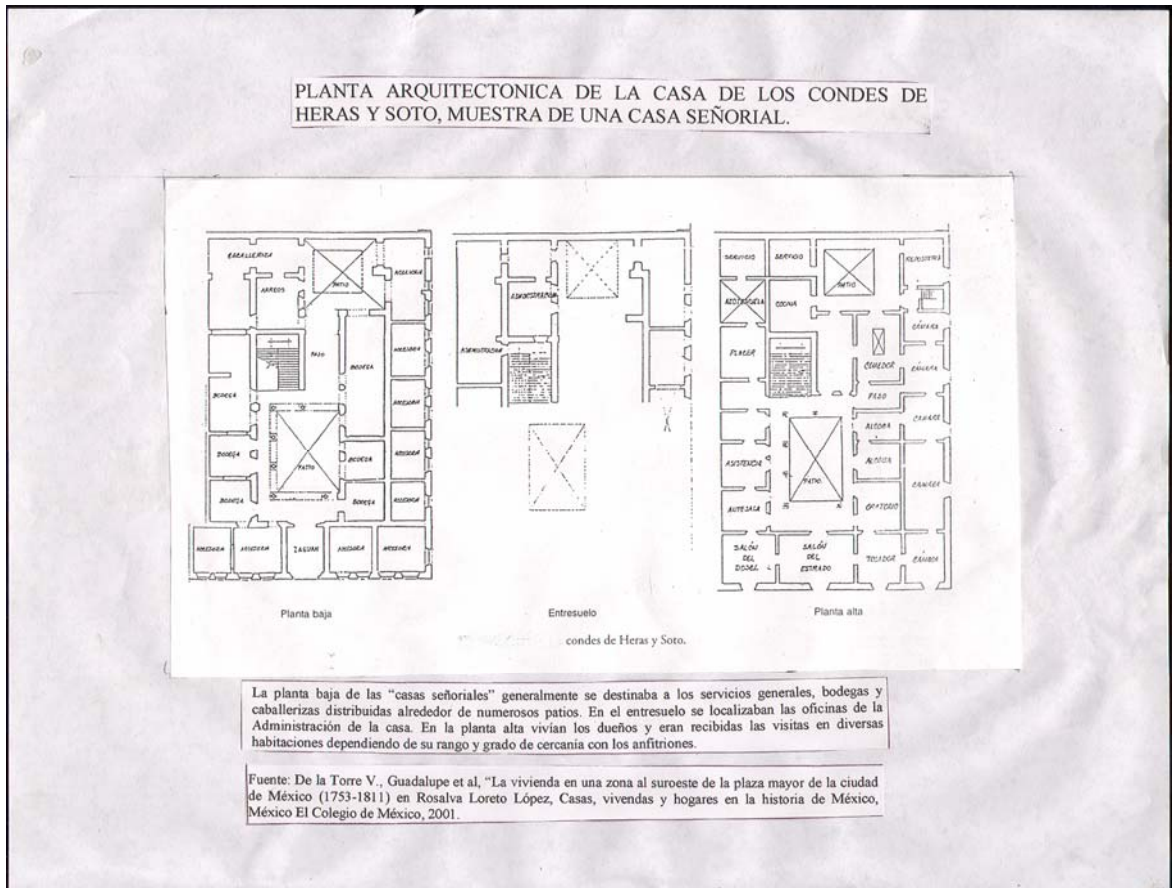 PLANTA ARQUITECTONICA DE LA CASA DE LOS CONDES DE
HERAS Y SOTO, MUESTRA DE UNA CASA SEÑORIAL.
CABALLERIZA
ARREOS
PATIO
ACCESORIA
PASO
BODEGA
ACCESORIA
BODEGA
ACCESORIA
BODEGA
PATIO
BODEGA
ACCESORIA
BODEGA
BODEGA
ACCESORIA
ACCESORIA
ACCESORIA
ZAGUAN
ACCESORIA
ACCESORIA
Planta baja
ADMINISTRADOR
ADMINISTRADOR
Entresuelo
SERVICIO
SERVICIO
PATIO
REPOSTERIA
AZOTEHUELA
COCINA
CAMARA
PLACER
COMEDOR
CAMARA
PASO
ALCOBA
CAMARA
ASISTENCIA
PATIO
ALCOBA
CAMARA
ANTESALA
ORATORIO
SALÓN
DEL
DOSEL
SALÓN
DEL
ESTRADO
TOCADOR
CAMARA
Planta alta
condes de Heras y Soto.
La planta baja de las “casas señoriales” generalmente se destinaba a los servicios generales, bodegas y
caballerizas distribuidas alrededor de numerosos patios. En el entresuelo se localizaban las oficinas de la
Administración de la casa. En la planta alta vivían los dueños y eran recibidas las visitas en diversas
habitaciones dependiendo de su rango y grado de cercanía con los anfitriones.
Fuente: De la Torre V., Guadalupe et al, “La vivienda en una zona al suroeste de la plaza mayor de la ciudad
de México (1753-1811) en Rosalva Loreto López, Casas, viviendas y hogares en la historia de México,
México El Colegio de México, 2001.